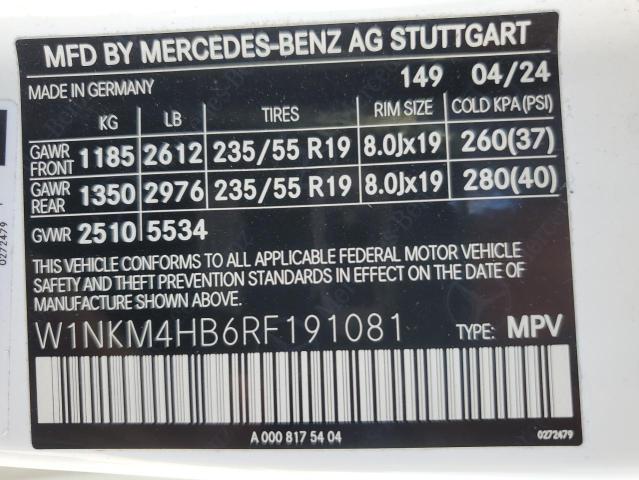 MFD BY MERCEDES-BENZ AG STUTTGART
MADE IN GERMANY 149 04/24
KG LB TIRES RIM SIZE COLD KPA(PSI)
GAWR FRONT 1185 2612 235/55 R19 8.0Jx19 260(37)
GAWR REAR 1350 2976 235/55 R19 8.0Jx19 280(40)
GVWR 2510 5534
THIS VEHICLE CONFORMS TO ALL APPLICABLE FEDERAL MOTOR VEHICLE
SAFETY AND THEFT PREVENTION STANDARDS IN EFFECT ON THE DATE OF
MANUFACTURE SHOWN ABOVE.
W1NKM4HB6RF191081 TYPE: MPV
A 000 817 54 04 0272479
0272479